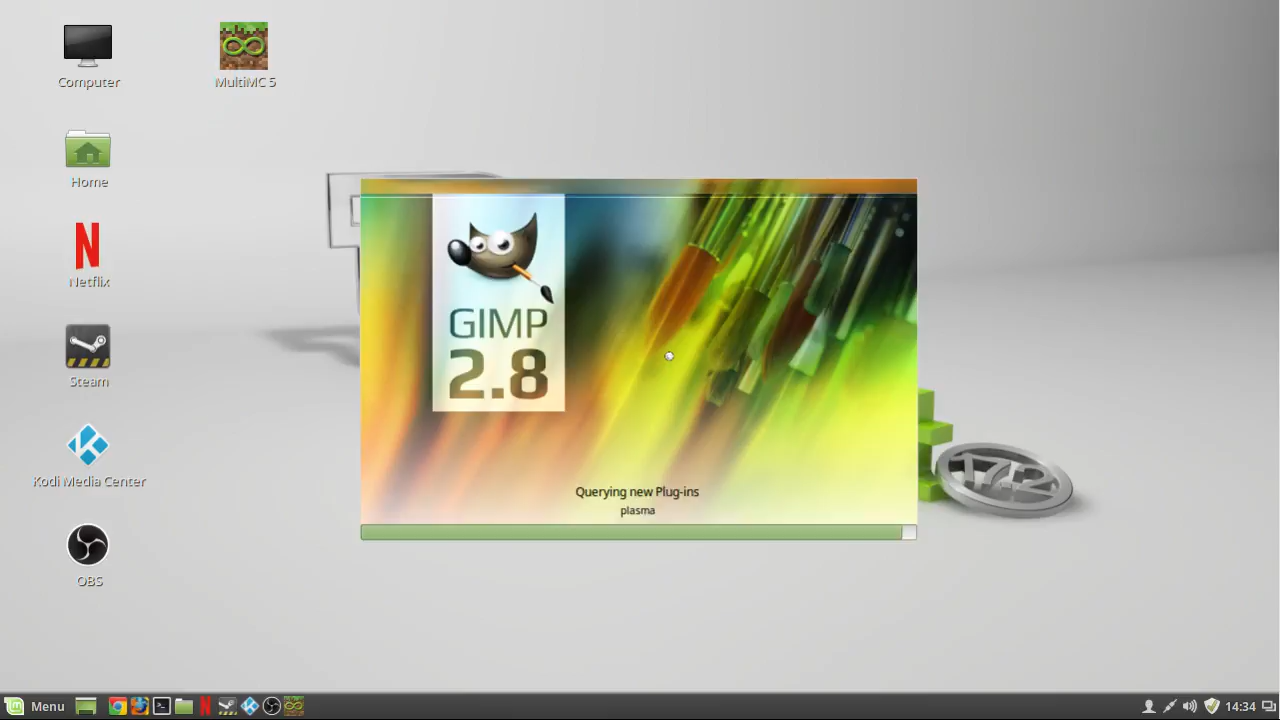 Computer
MultiMC 5
Home
Netflix
Steam
Kodi Media Center
OBS
GIMP
2.8
Querying new Plug-ins
plasma
17.2
Menu
14:34